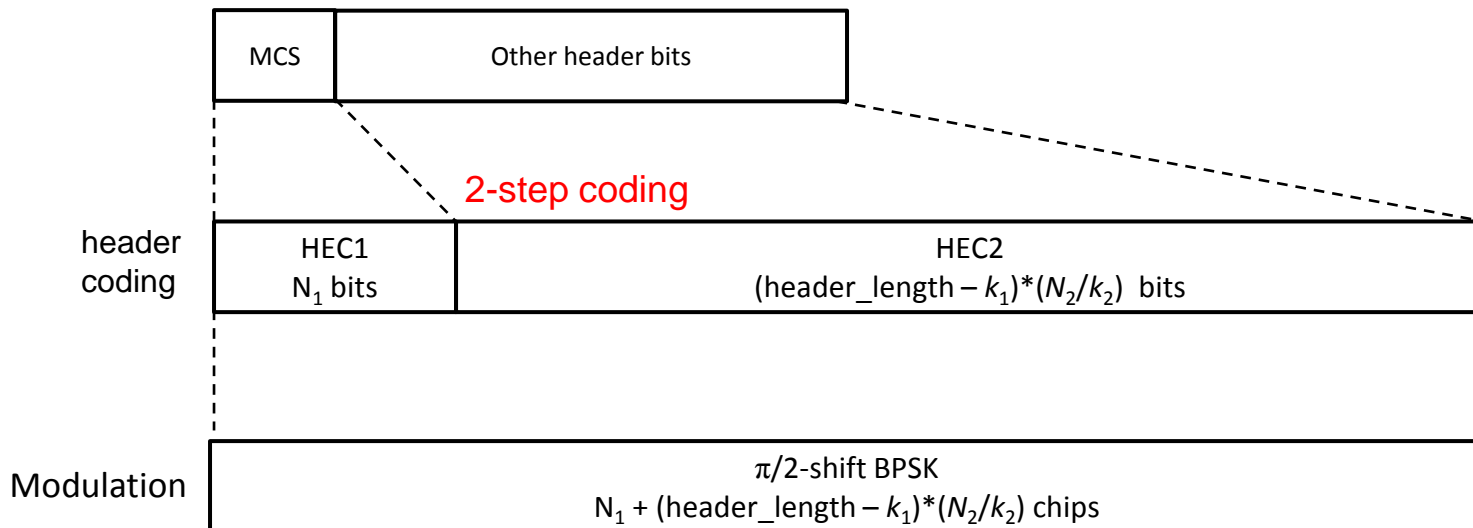 MCS
Other header bits
2-step coding
header
coding
HEC1
N₁ bits
HEC2
(header_length – k₁)*(N₂/k₂) bits
Modulation
π/2-shift BPSK
N₁ + (header_length – k₁)*(N₂/k₂) chips